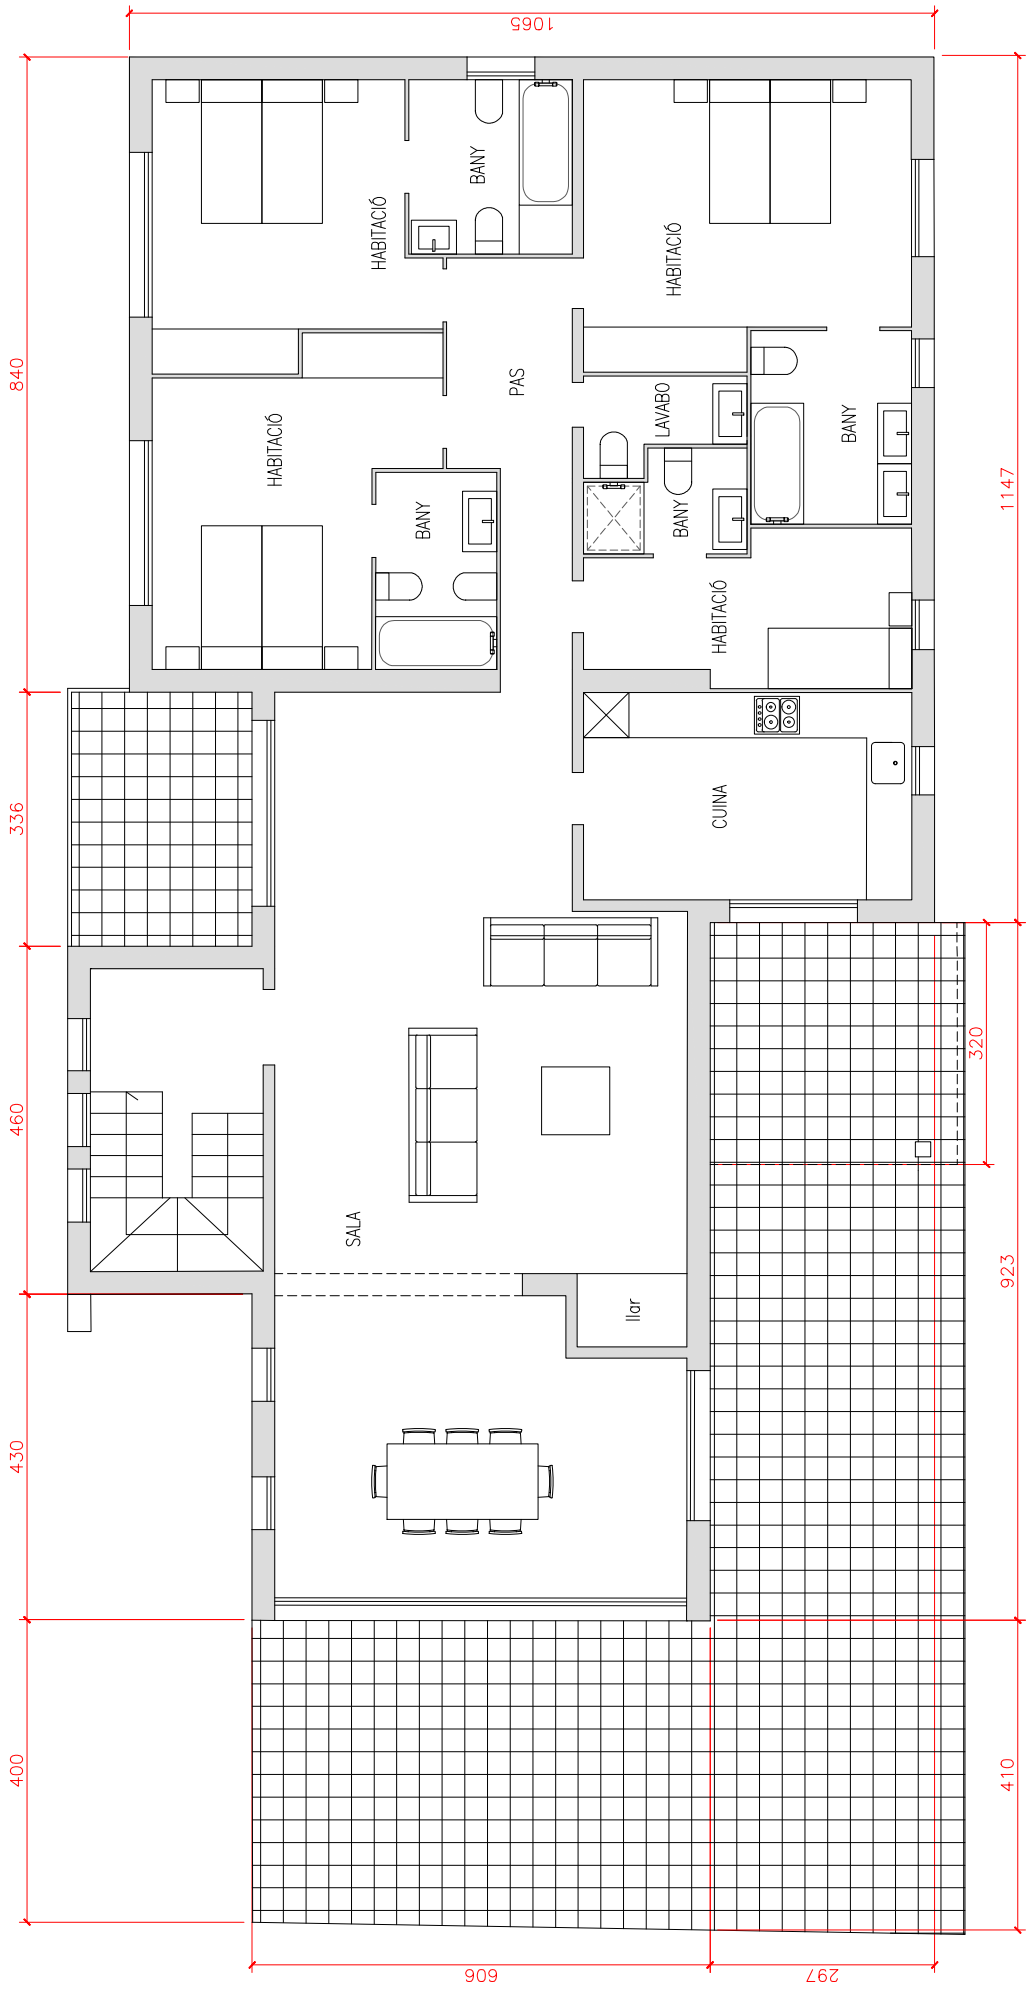 1065
840
336
460
430
400
1147
923
410
320
606
297
HABITACIÓ
BANY
HABITACIÓ
HABITACIÓ
PAS
LAVABO
BANY
BANY
BANY
HABITACIÓ
CUINA
SALA
llar